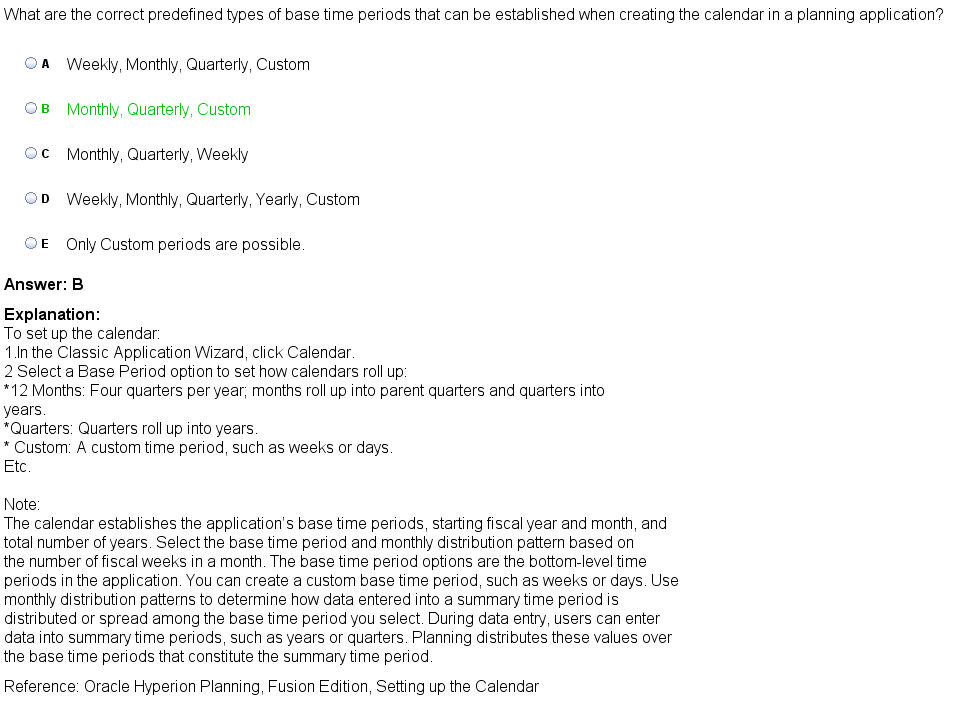 What are the correct predefined types of base time periods that can be established when creating the calendar in a planning application?
A Weekly, Monthly, Quarterly, Custom
B Monthly, Quarterly, Custom
C Monthly, Quarterly, Weekly
D Weekly, Monthly, Quarterly, Yearly, Custom
E Only Custom periods are possible.
Answer: B
Explanation:
To set up the calendar:
1.In the Classic Application Wizard, click Calendar.
2 Select a Base Period option to set how calendars roll up:
*12 Months: Four quarters per year; months roll up into parent quarters and quarters into
years.
*Quarters: Quarters roll up into years.
* Custom: A custom time period, such as weeks or days.
Etc.
Note:
The calendar establishes the application's base time periods, starting fiscal year and month, and
total number of years. Select the base time period and monthly distribution pattern based on
the number of fiscal weeks in a month. The base time period options are the bottom-level time
periods in the application. You can create a custom base time period, such as weeks or days. Use
monthly distribution patterns to determine how data entered into a summary time period is
distributed or spread among the base time period you select. During data entry, users can enter
data into summary time periods, such as years or quarters. Planning distributes these values over
the base time periods that constitute the summary time period.
Reference: Oracle Hyperion Planning, Fusion Edition, Setting up the Calendar